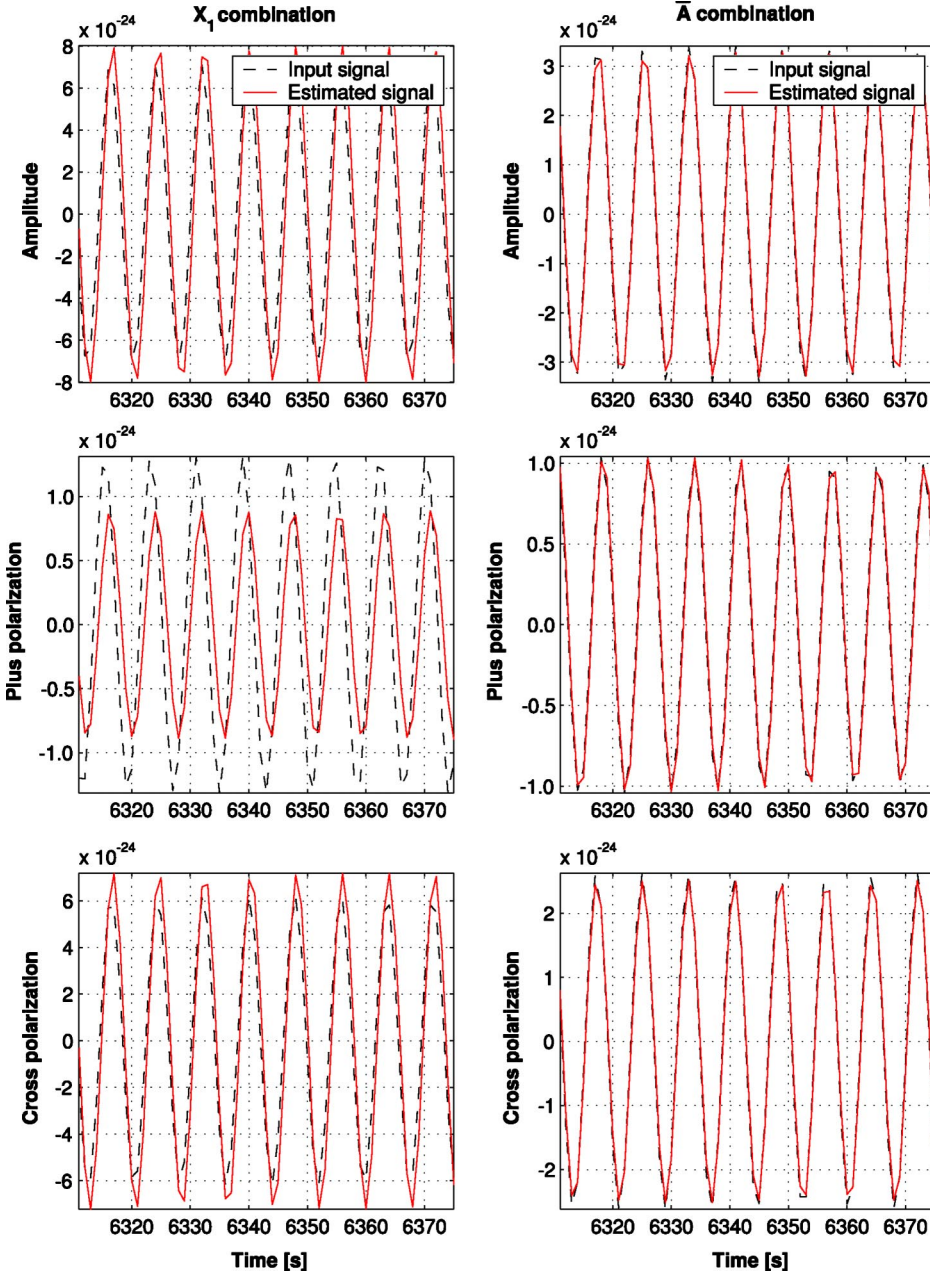 X₁ combination
x 10⁻²⁴
Input signal
Estimated signal
Amplitude
8
6
4
2
0
-2
-4
-6
-8
6320 6330 6340 6350 6360 6370
A̅ combination
x 10⁻²⁴
Input signal
Estimated signal
Amplitude
3
2
1
0
-1
-2
-3
6320 6330 6340 6350 6360 6370
x 10⁻²⁴
Plus polarization
1.0
0.5
0.0
-0.5
-1.0
6320 6330 6340 6350 6360 6370
x 10⁻²⁴
Plus polarization
1.0
0.5
0.0
-0.5
-1.0
6320 6330 6340 6350 6360 6370
x 10⁻²⁴
Cross polarization
6
4
2
0
-2
-4
-6
6320 6330 6340 6350 6360 6370
Time [s]
x 10⁻²⁴
Cross polarization
2
1
0
-1
-2
6320 6330 6340 6350 6360 6370
Time [s]